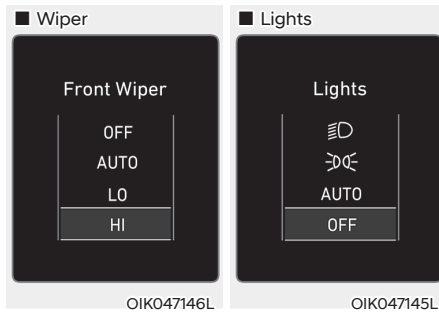 ■ Wiper
Front Wiper
OFF
AUTO
LO
HI
OIK047146L
■ Lights
Lights
AUTO
OFF
OIK047145L